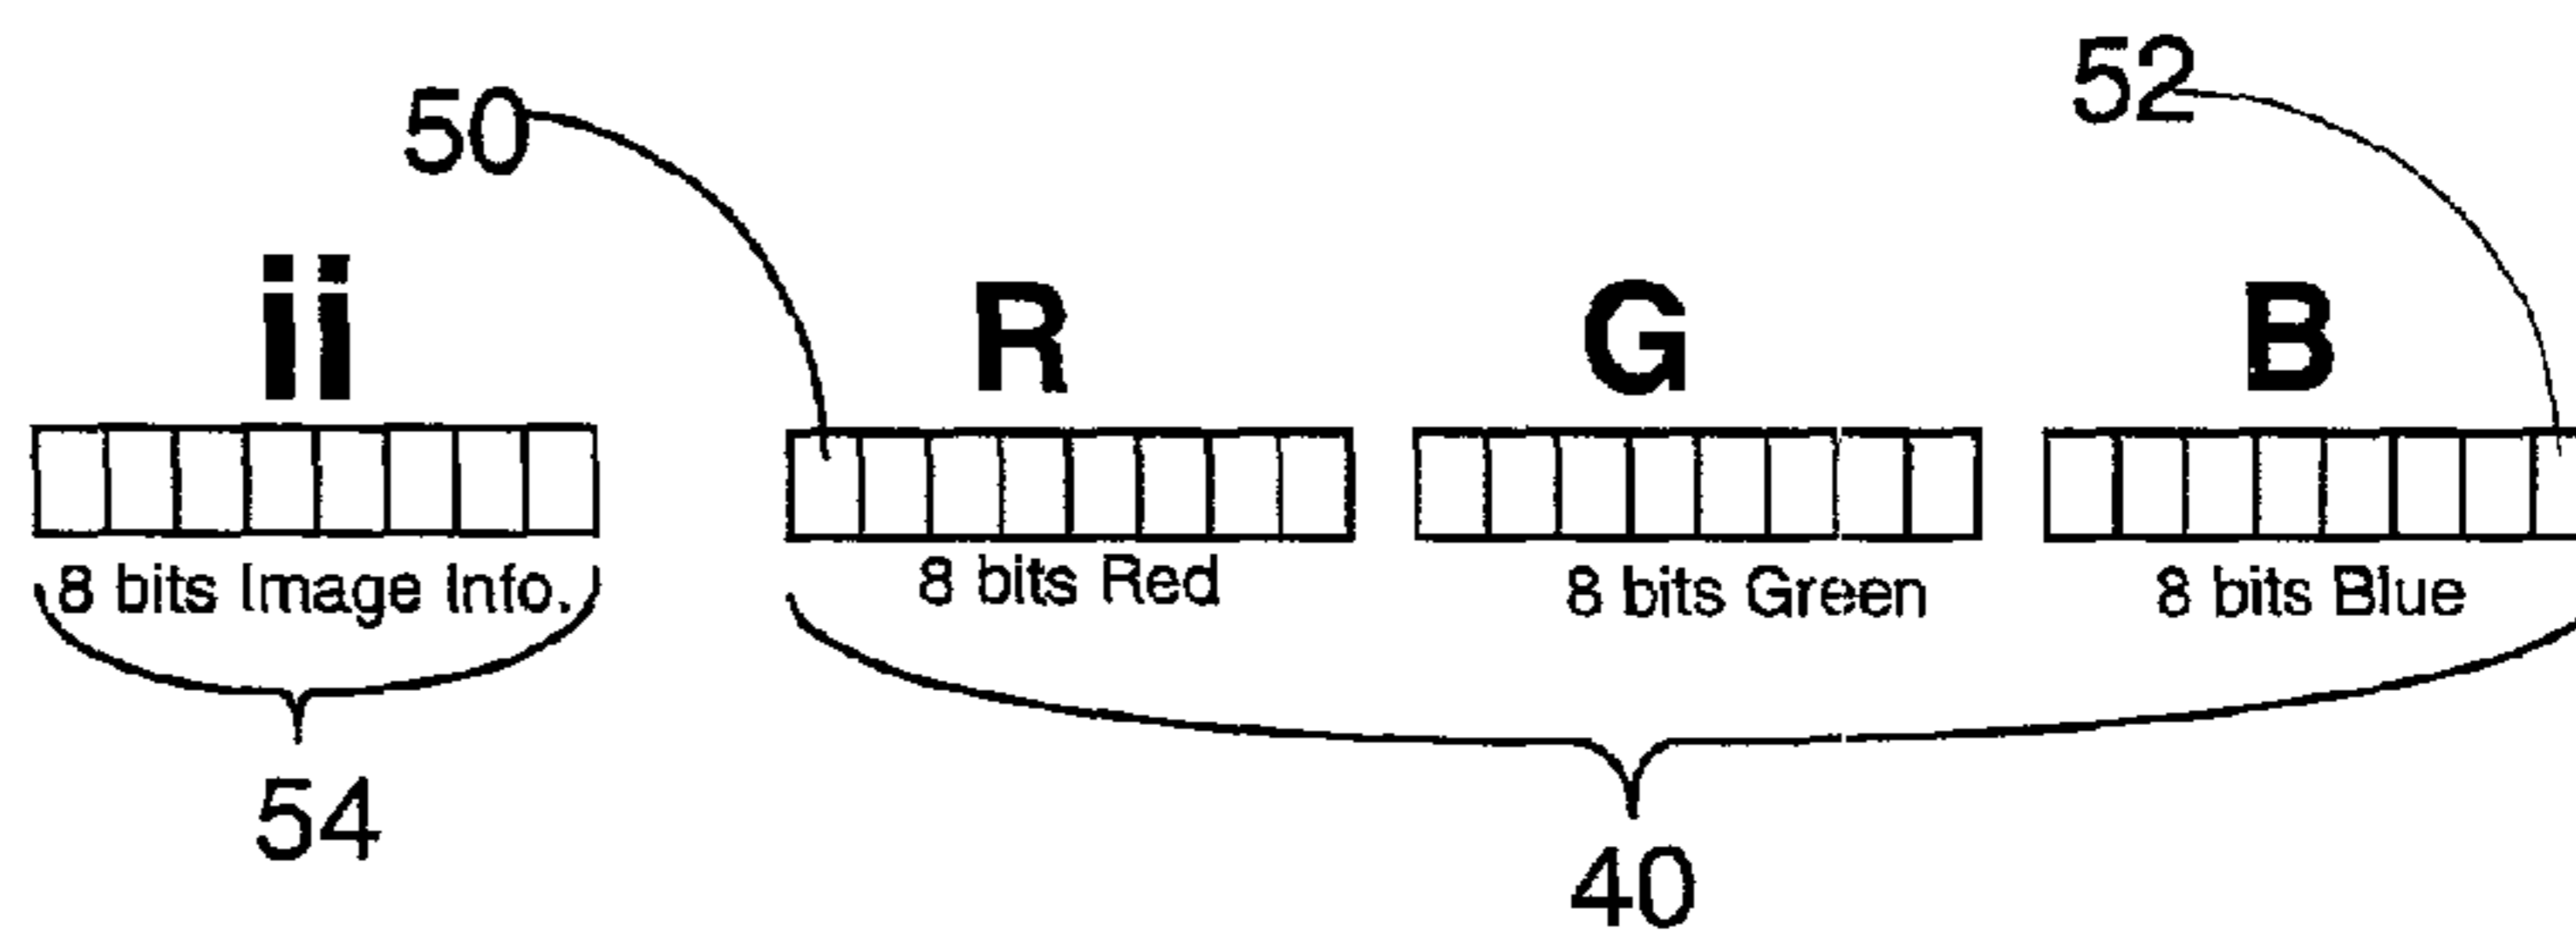 50 52
ii R G B
8 bits Image Info. 8 bits Red 8 bits Green 8 bits Blue
54
40